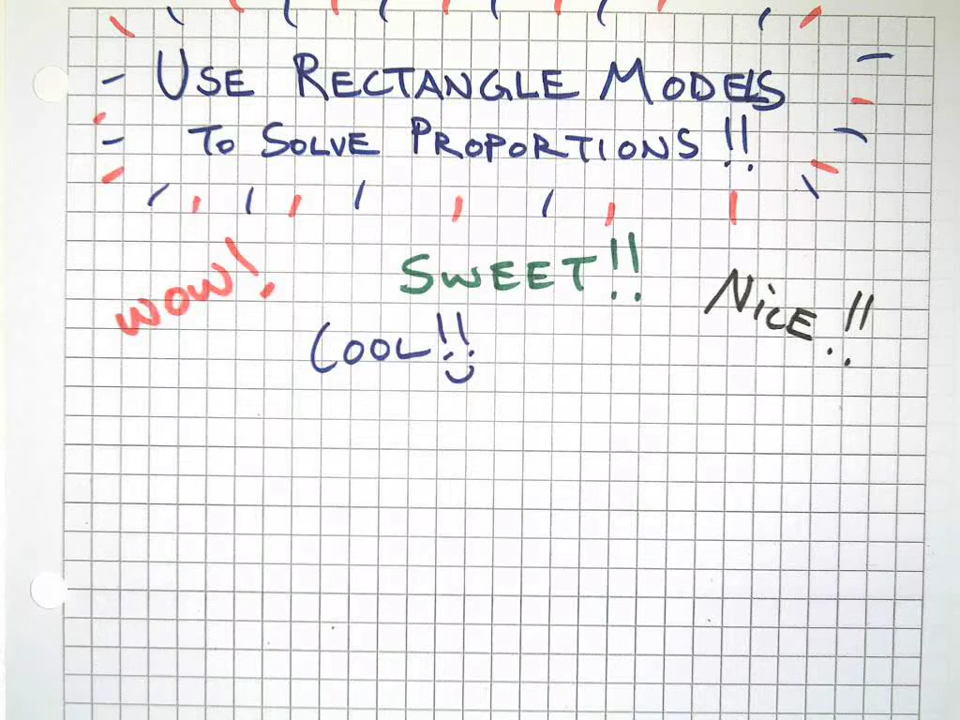 - USE RECTANGLE MODELS
- TO SOLVE PROPORTIONS!!
WOW!
SWEET!!
NICE!!
COOL!!